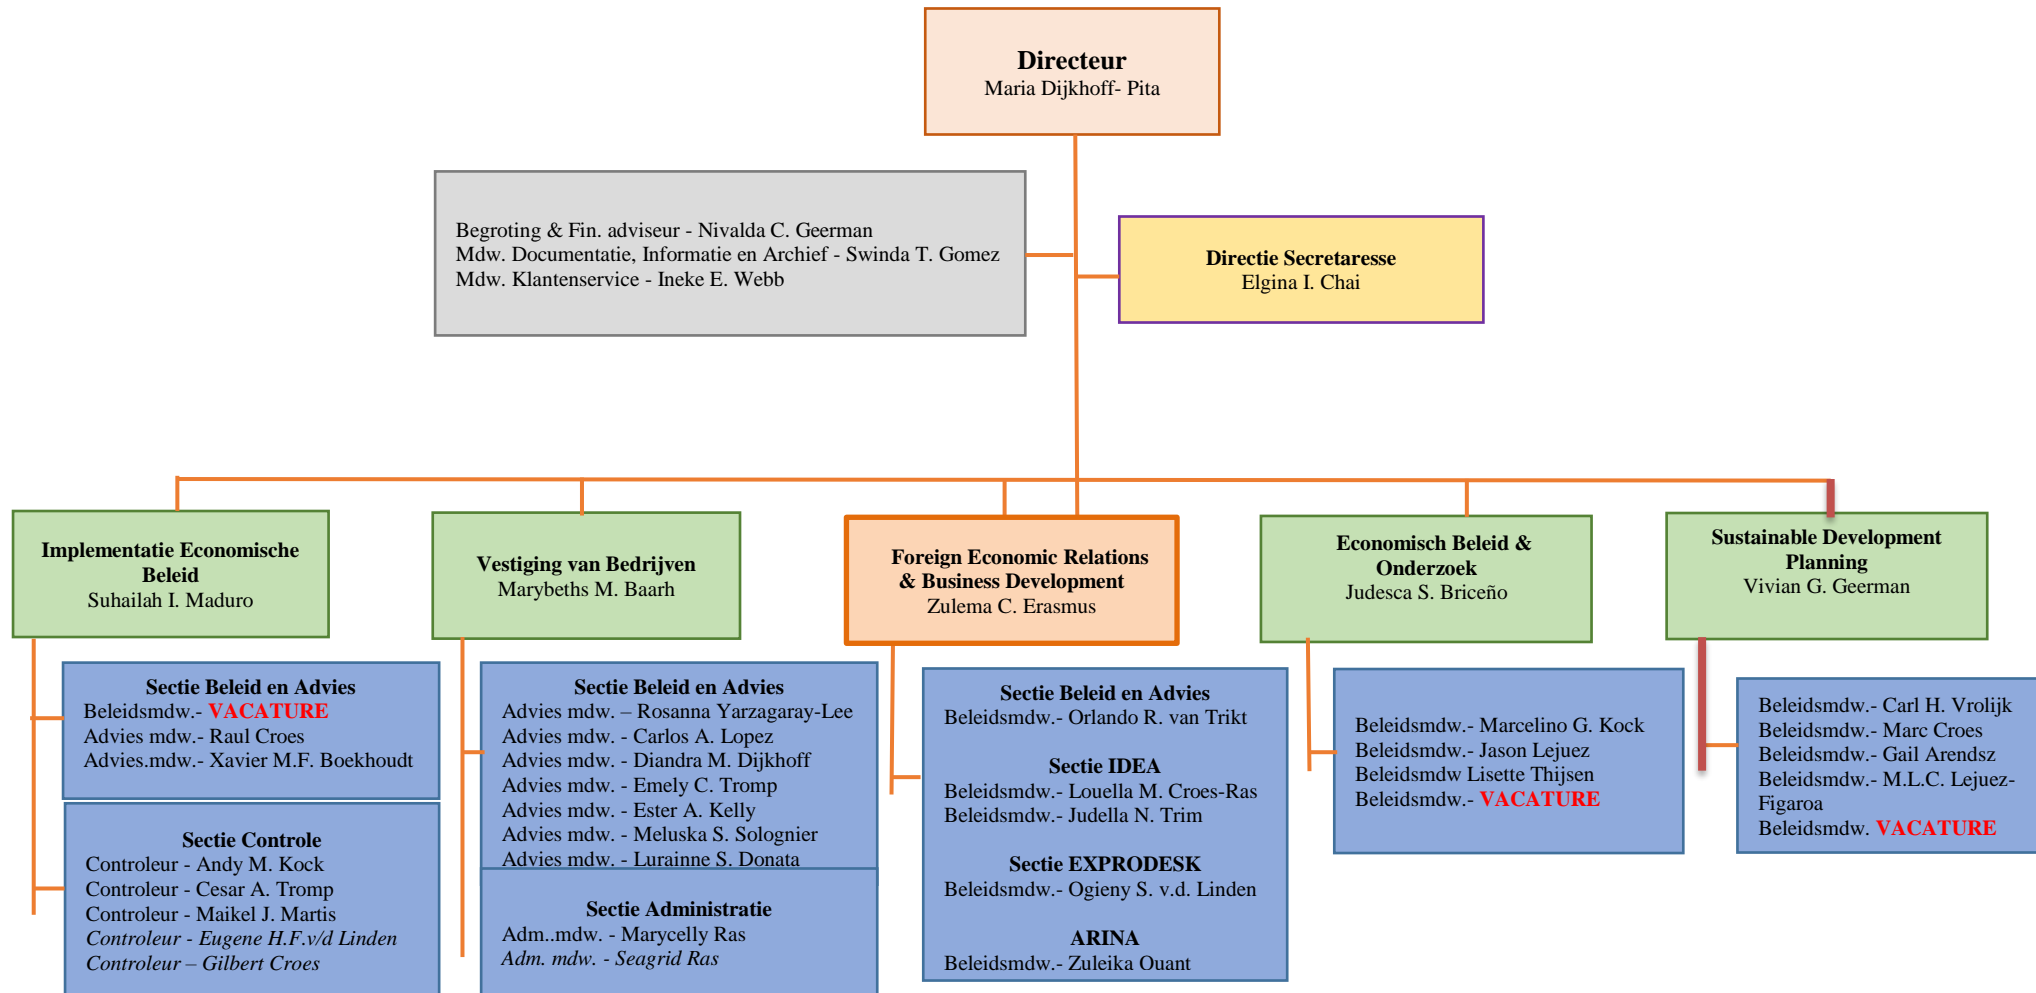 Directeur
Maria Dijkhoff- Pita
Begroting & Fin. adviseur - Nivalda C. Geerman
Mdw. Documentatie, Informatie en Archief - Swinda T. Gomez
Mdw. Klantenservice - Ineke E. Webb
Directie Secretaresse
Elgina I. Chai
Implementatie Economische
Beleid
Suhailah I. Maduro
Vestiging van Bedrijven
Marybeths M. Baarh
Foreign Economic Relations
& Business Development
Zulema C. Erasmus
Economisch Beleid &
Onderzoek
Judesca S. Briceño
Sustainable Development
Planning
Vivian G. Geerman
Sectie Beleid en Advies
Beleidsmdw.- VACATURE
Advies mdw.- Raul Croes
Advies.mdw.- Xavier M.F. Boekhoudt
Sectie Controle
Controleur - Andy M. Kock
Controleur - Cesar A. Tromp
Controleur - Maikel J. Martis
Controleur - Eugene H.F.v/d Linden
Controleur – Gilbert Croes
Sectie Beleid en Advies
Advies mdw. – Rosanna Yarzagaray-Lee
Advies mdw. - Carlos A. Lopez
Advies mdw. - Diandra M. Dijkhoff
Advies mdw. - Emely C. Tromp
Advies mdw. - Ester A. Kelly
Advies mdw. - Meluska S. Solognier
Advies mdw. - Lurainne S. Donata
Sectie Administratie
Adm..mdw. - Marycelly Ras
Adm. mdw. - Seagrid Ras
Sectie Beleid en Advies
Beleidsmdw.- Orlando R. van Trikt
Sectie IDEA
Beleidsmdw.- Louella M. Croes-Ras
Beleidsmdw.- Judella N. Trim
Sectie EXPRODESK
Beleidsmdw.- Ogieny S. v.d. Linden
ARINA
Beleidsmdw.- Zuleika Ouant
Beleidsmdw.- Marcelino G. Kock
Beleidsmdw.- Jason Lejuez
Beleidsmdw Lisette Thijsen
Beleidsmdw.- VACATURE
Beleidsmdw.- Carl H. Vrolijk
Beleidsmdw.- Marc Croes
Beleidsmdw.- Gail Arendsz
Beleidsmdw.- M.L.C. Lejuez-
Figaroa
Beleidsmdw. VACATURE